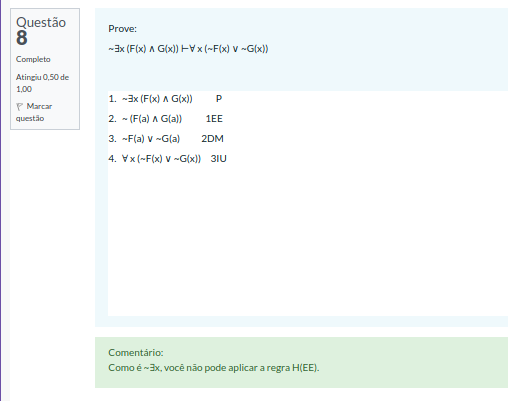 Questão
8
Completo
Atingiu 0,50 de
1,00
Marcar
questão
Prove:
~∃x (F(x) ∧ G(x)) ⊢∀ x (~F(x) ∨ ~G(x))
1. ~∃x (F(x) ∧ G(x)) P
2. ~ (F(a) ∧ G(a)) 1EE
3. ~F(a) ∨ ~G(a) 2DM
4. ∀ x (~F(x) ∨ ~G(x)) 3IU
Comentário:
Como é ~∃x, você não pode aplicar a regra H(EE).